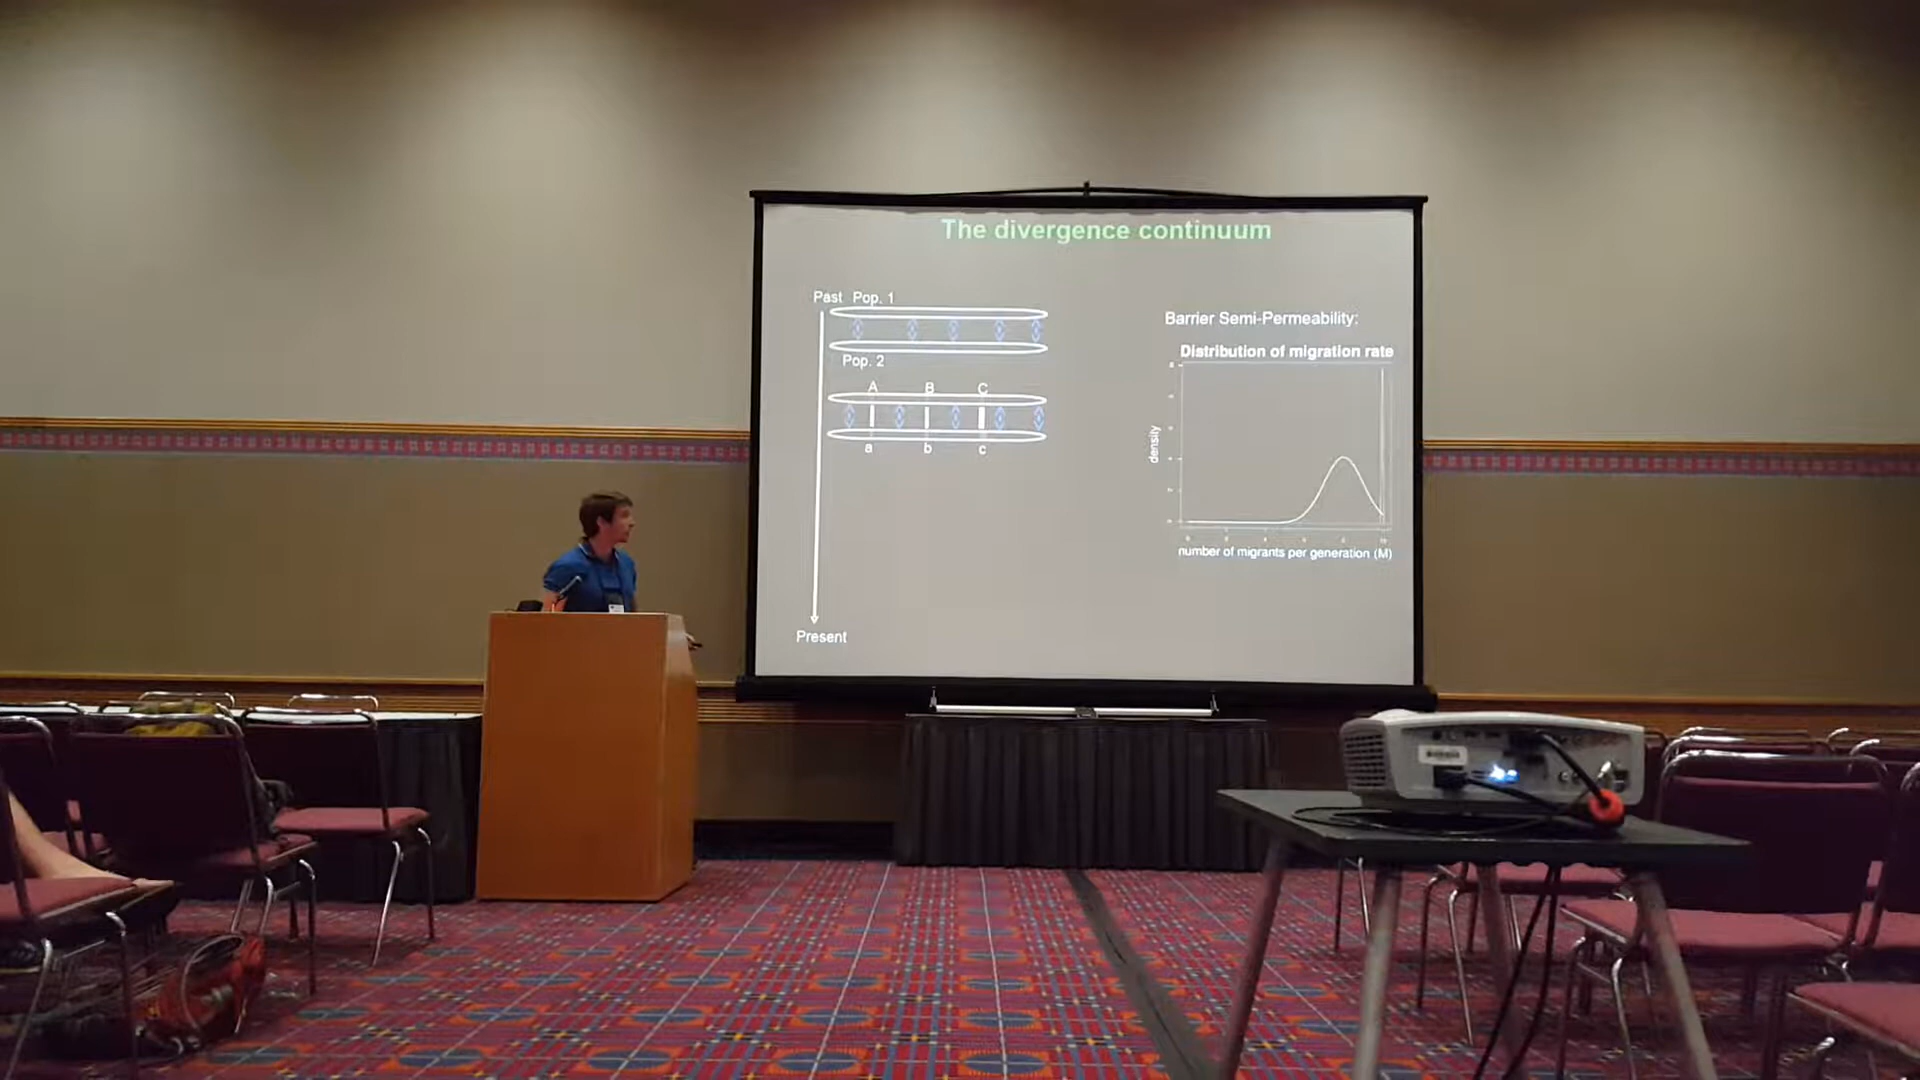 The divergence continuum
Past Pop. 1
Pop. 2
A B C
a b c
Present
Barrier Semi-Permeability:
Distribution of migration rate
density
number of migrants per generation (M)